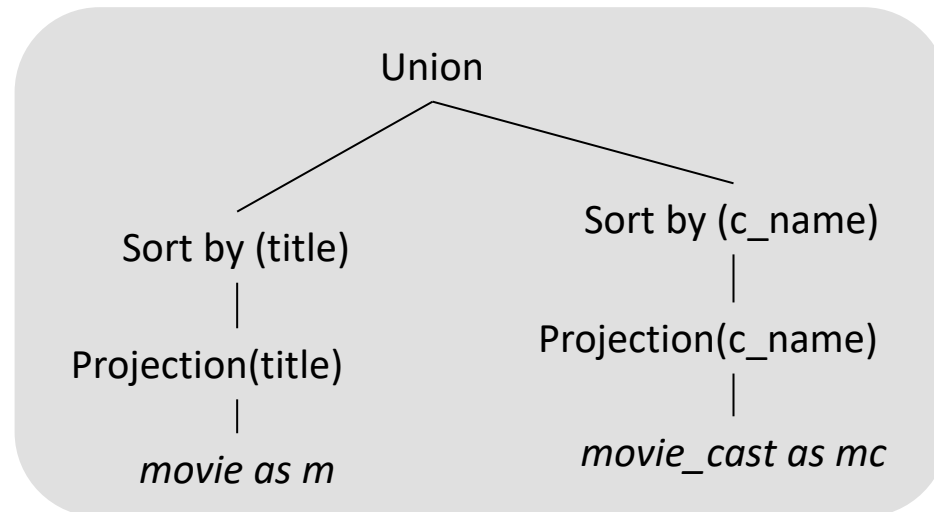 Union
Sort by (title)
Sort by (c_name)
Projection(title)
Projection(c_name)
movie as m
movie_cast as mc